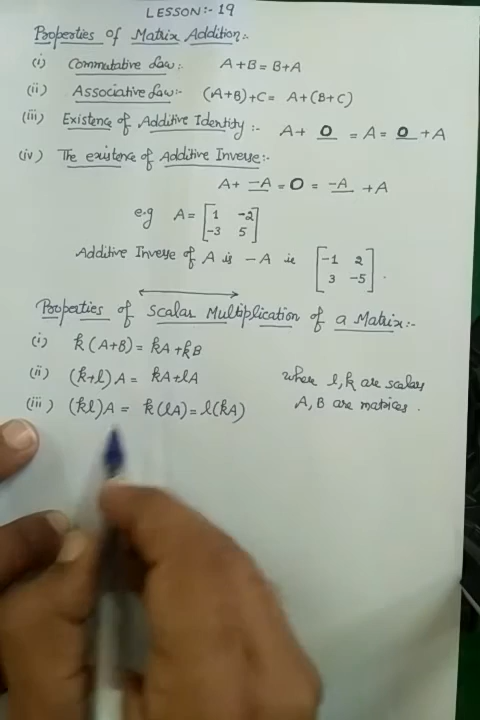 LESSON:- 19
Properties of Matrix Addition:-
(i) Commutative Law:- A+B = B+A
(ii) Associative Law:- (A+B)+C = A+(B+C)
(iii) Existence of Additive Identity:- A+ O = A = O +A
(iv) The existence of Additive Inverse:-
A+ -A = O = -A +A
e.g A = [1 -2
-3 5]
Additive Inverse of A is -A ie [-1 2
3 -5].
Properties of Scalar Multiplication of a Matrix:-
(i) k(A+B) = kA+kB
(ii) (k+l)A = kA+lA where l,k are scalars
(iii) (kl)A = k(lA) = l(kA) A,B are matrices.